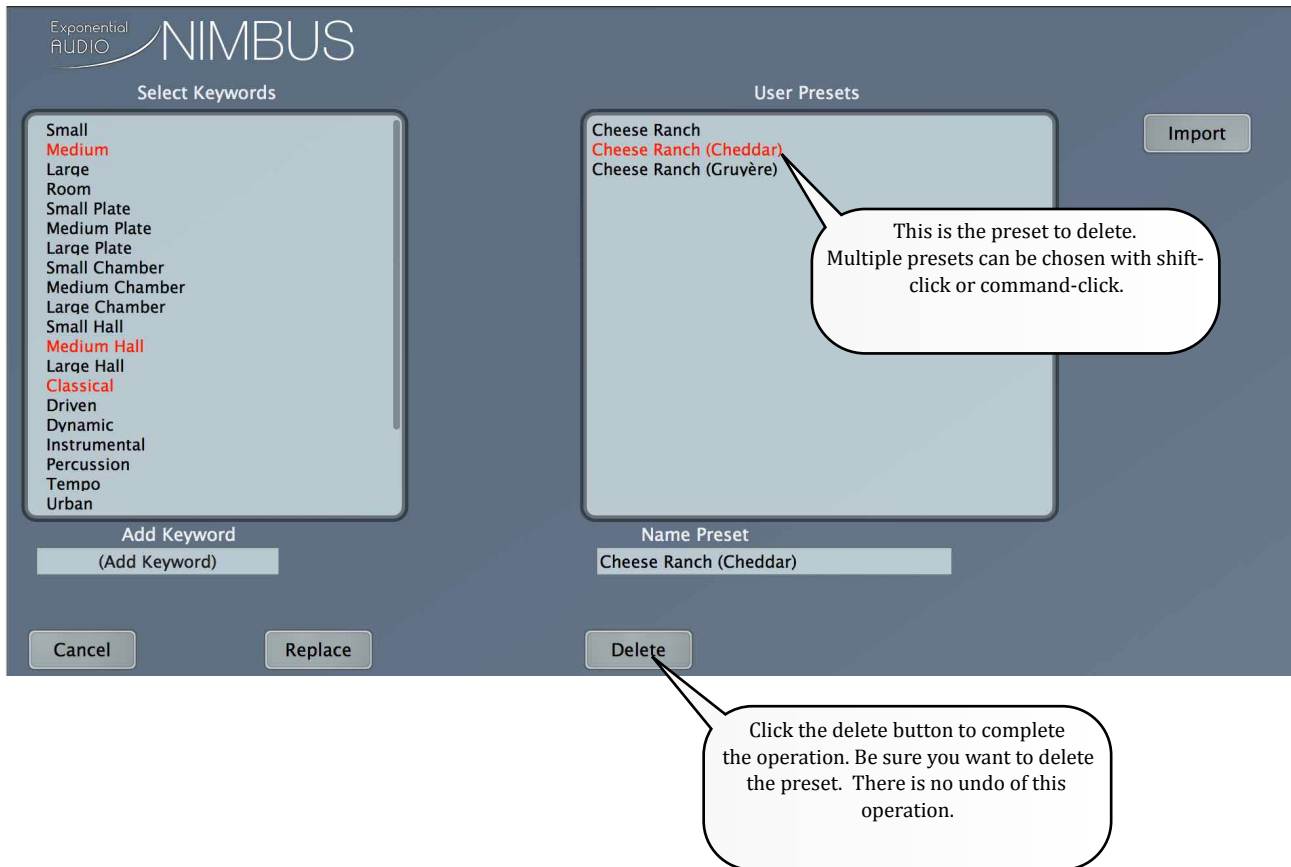 Exponential
AUDIO
NIMBUS
Select Keywords
Small
Medium
Large
Room
Small Plate
Medium Plate
Large Plate
Small Chamber
Medium Chamber
Large Chamber
Small Hall
Medium Hall
Large Hall
Classical
Driven
Dynamic
Instrumental
Percussion
Tempo
Urban
Add Keyword
(Add Keyword)
User Presets
Cheese Ranch
Cheese Ranch (Cheddar)
Cheese Ranch (Gruyère)
Import
This is the preset to delete.
Multiple presets can be chosen with shift-
click or command-click.
Name Preset
Cheese Ranch (Cheddar)
Cancel
Replace
Delete
Click the delete button to complete
the operation. Be sure you want to delete
the preset.  There is no undo of this
operation.